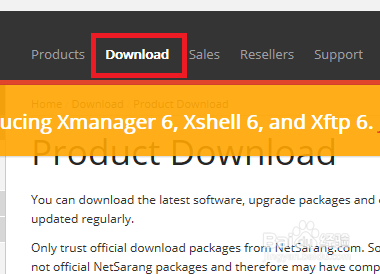 Products Download Sales Resellers Support
Home Download Product Download
ucing Xmanager 6, Xshell 6, and Xftp 6.
Product Download
You can download the latest software, upgrade packages and
updated regularly.
Only trust official download packages from NetSarang.com. So
not official NetSarang packages and therefore may have comp